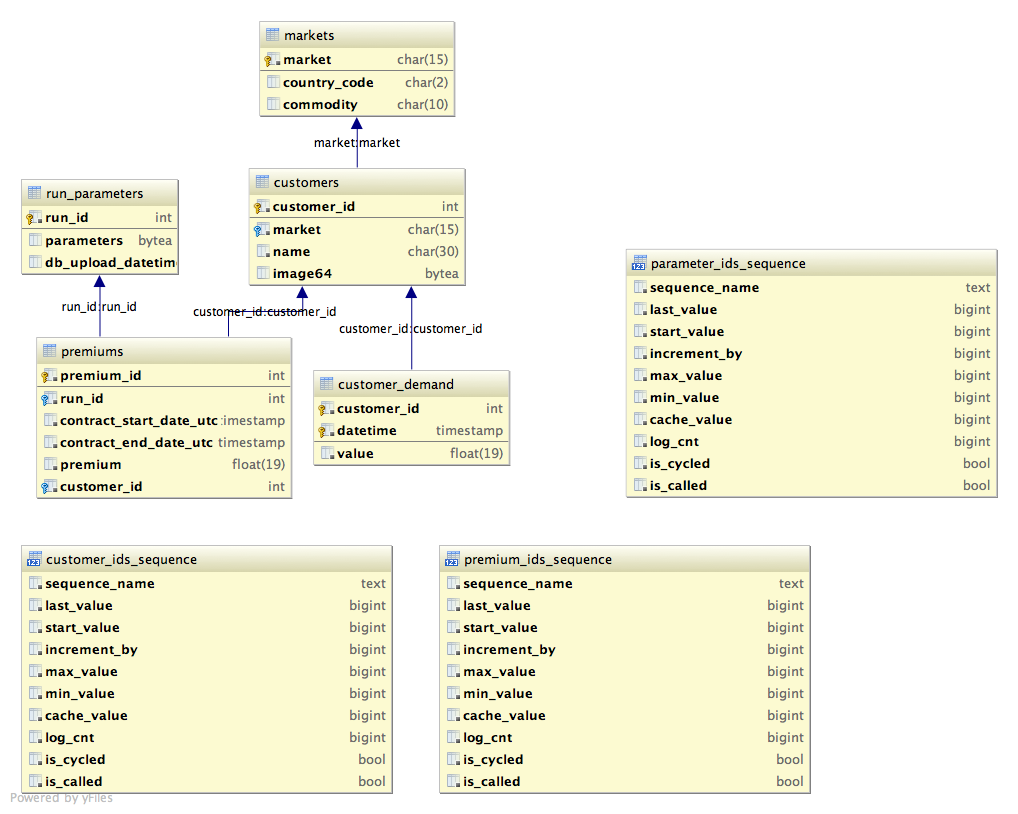 markets
market char(15)
country_code char(2)
commodity char(10)
market:market
customers
customer_id int
market char(15)
name char(30)
image64 bytea
run_parameters
run_id int
parameters bytea
db_upload_datetim
run_id:run_id
customer_id:customer_id
customer_id:customer_id
premiums
premium_id int
run_id int
contract_start_date_utc :imestamp
contract_end_date_utc timestamp
premium float(19)
customer_id int
customer_demand
customer_id int
datetime timestamp
value float(19)
parameter_ids_sequence
sequence_name text
last_value bigint
start_value bigint
increment_by bigint
max_value bigint
min_value bigint
cache_value bigint
log_cnt bigint
is_cycled bool
is_called bool
customer_ids_sequence
sequence_name text
last_value bigint
start_value bigint
increment_by bigint
max_value bigint
min_value bigint
cache_value bigint
log_cnt bigint
is_cycled bool
is_called bool
premium_ids_sequence
sequence_name text
last_value bigint
start_value bigint
increment_by bigint
max_value bigint
min_value bigint
cache_value bigint
log_cnt bigint
is_cycled bool
is_called bool
Powered by yFiles